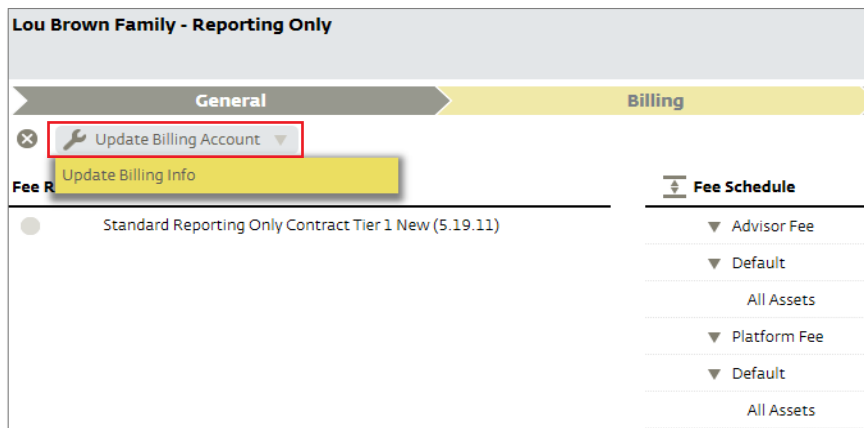 Lou Brown Family - Reporting Only
General
Billing
Update Billing Account
Update Billing Info
Fee R
Fee Schedule
Standard Reporting Only Contract Tier 1 New (5.19.11)
Advisor Fee
Default
All Assets
Platform Fee
Default
All Assets